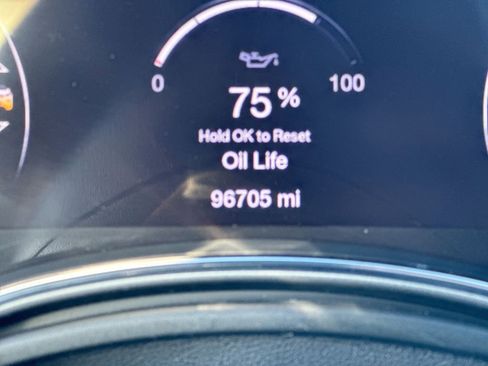 0
100
75 %
Hold OK to Reset
Oil Life
96705 mi